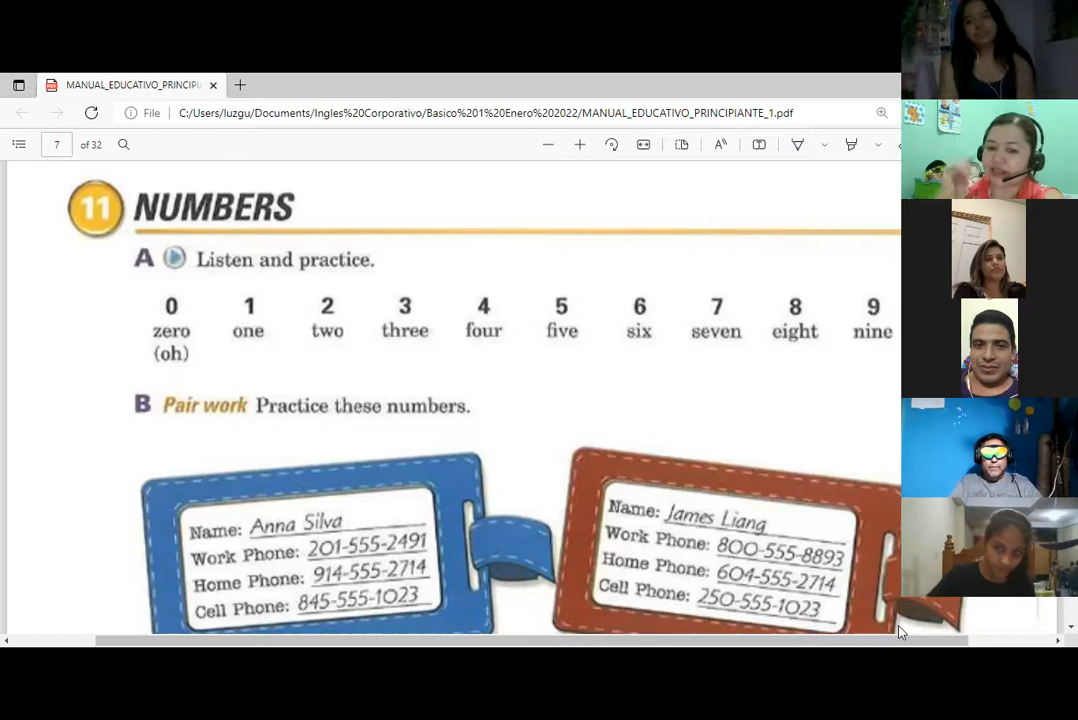 MANUAL_EDUCATIVO_PRINCIPI
File C:/Users/luzgu/Documents/Ingles%20Corporativo/Basico%201%20Enero%202022/MANUAL_EDUCATIVO_PRINCIPIANTE_1.pdf
7 of 32
11 NUMBERS
A Listen and practice.
0 1 2 3 4 5 6 7 8 9
zero one two three four five six seven eight nine
(oh)
B Pair work Practice these numbers.
Name: Anna Silva
Work Phone: 201-555-2491
Home Phone: 914-555-2714
Cell Phone: 845-555-1023
Name: James Liang
Work Phone: 800-555-8893
Home Phone: 604-555-2714
Cell Phone: 250-555-1023